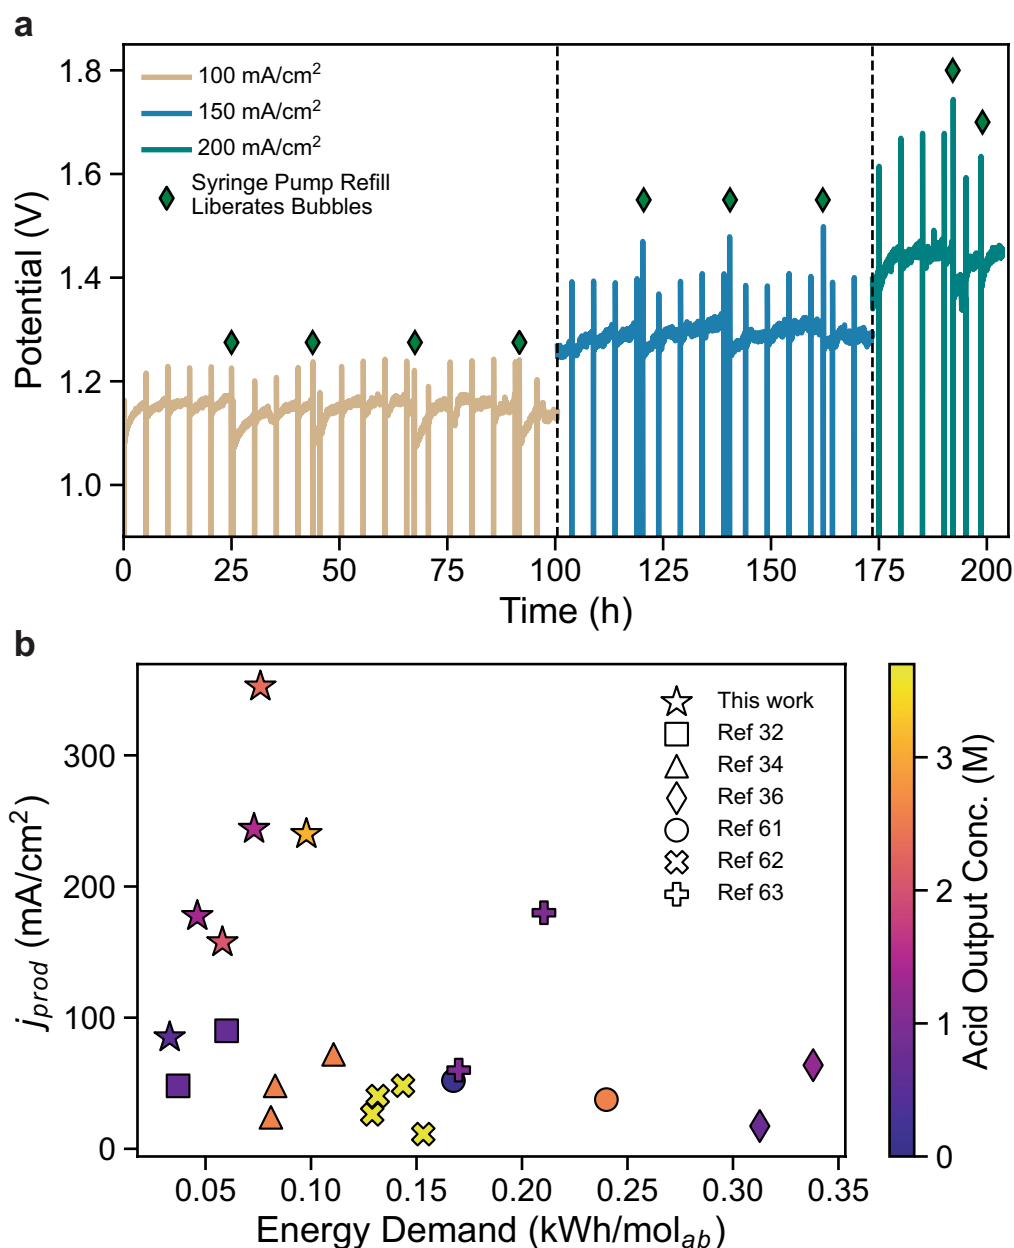 a
1.8
1.6
1.4
1.2
1.0
Potential (V)
100 mA/cm²
150 mA/cm²
200 mA/cm²
Syringe Pump Refill
Liberates Bubbles
0 25 50 75 100 125 150 175 200
Time (h)
b
300
200
100
0
j_prod (mA/cm²)
This work
Ref 32
Ref 34
Ref 36
Ref 61
Ref 62
Ref 63
0.05 0.10 0.15 0.20 0.25 0.30 0.35
Energy Demand (kWh/mol_ab)
3
2
1
0
Acid Output Conc. (M)